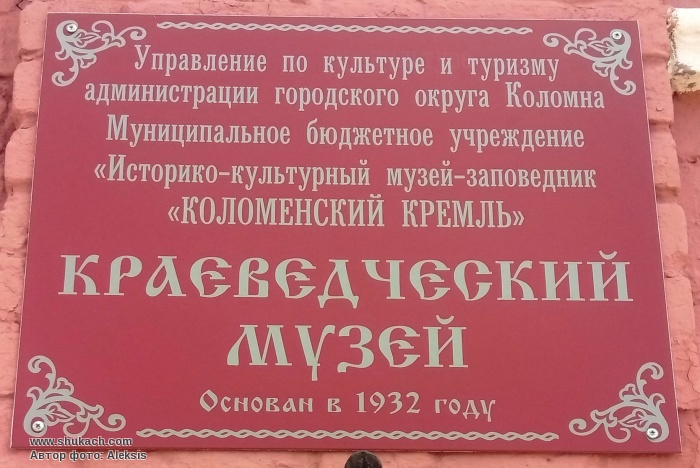 Управление по культуре и туризму
администрации городского округа Коломна
Муниципальное бюджетное учреждение
«Историко-культурный музей-заповедник
«КОЛОМЕНСКИЙ КРЕМЛЬ»
КРАЕВЕДЧЕСКИЙ
МУЗЕЙ
Основан в 1932 году
www.shukach.com
Автор фото: Aleksis